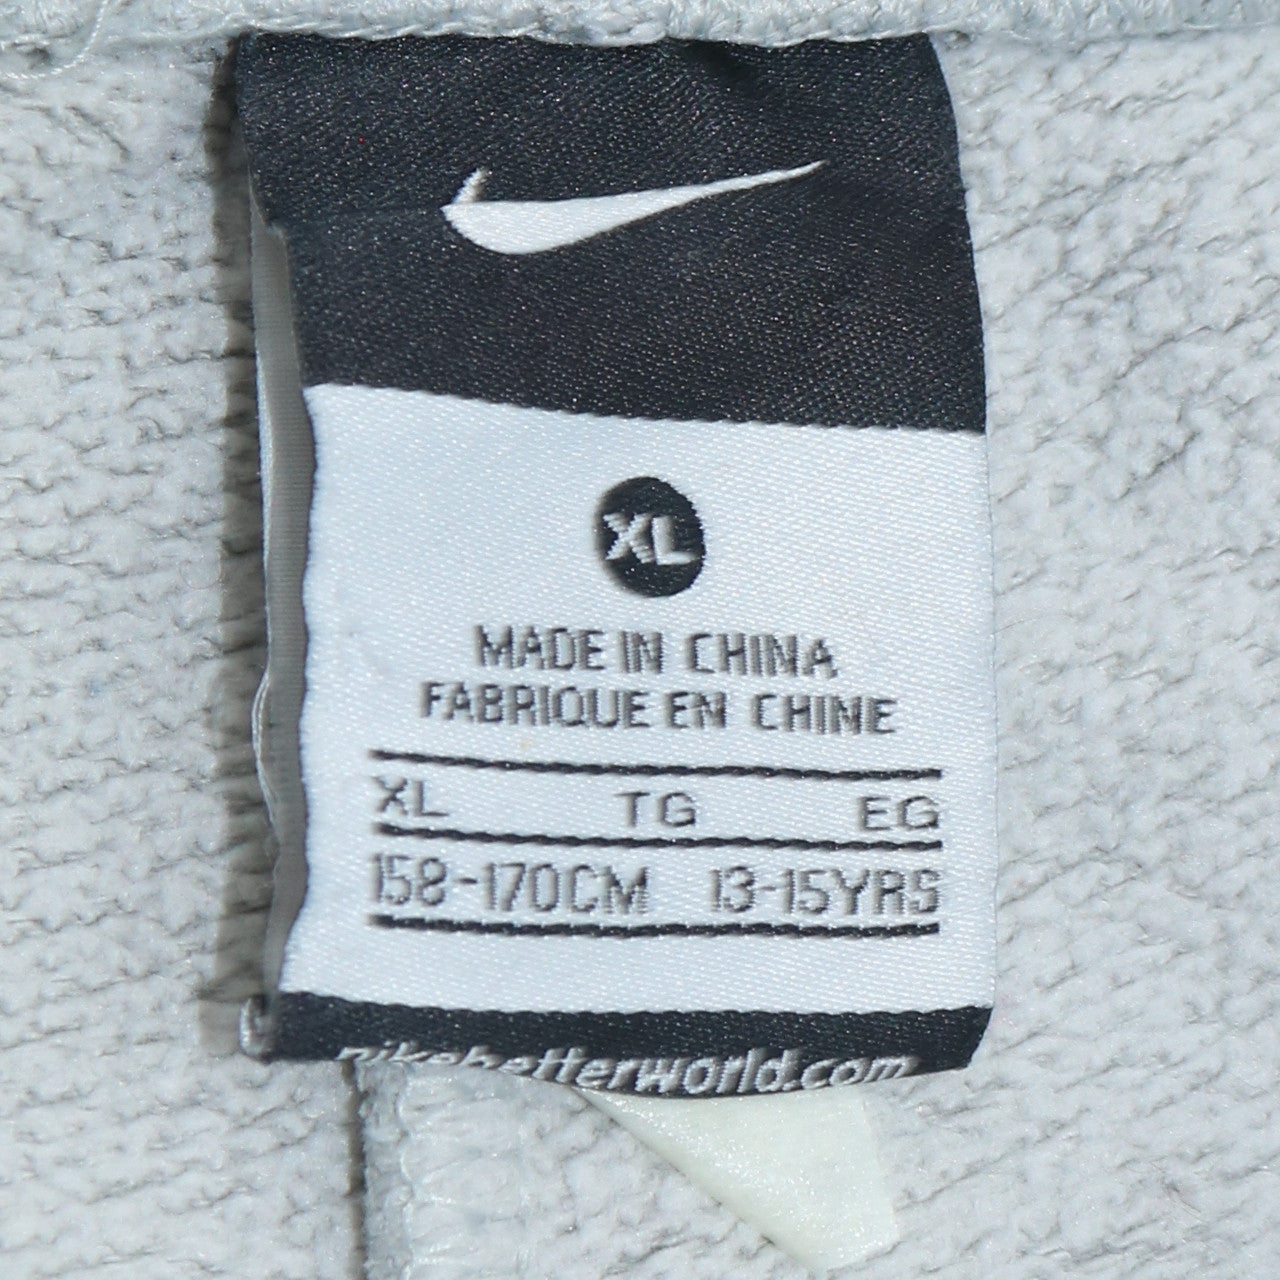 XL
MADE IN CHINA
FABRIQUE EN CHINE
XL TG EG
158-170CM 13-15YRS
nikebetterworld.com